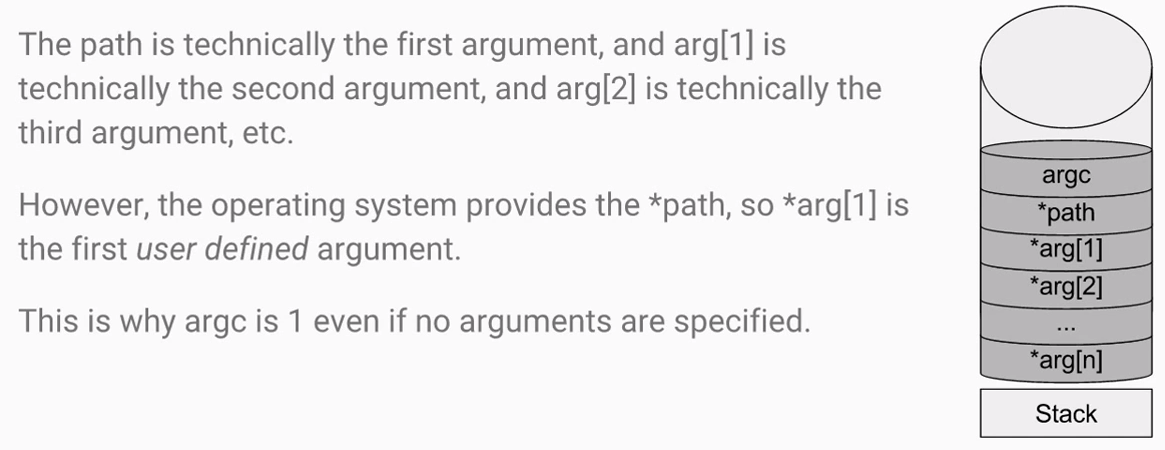 The path is technically the first argument, and arg[1] is
technically the second argument, and arg[2] is technically the
third argument, etc.
However, the operating system provides the *path, so *arg[1] is
the first user defined argument.
This is why argc is 1 even if no arguments are specified.
argc
*path
*arg[1]
*arg[2]
...
*arg[n]
Stack